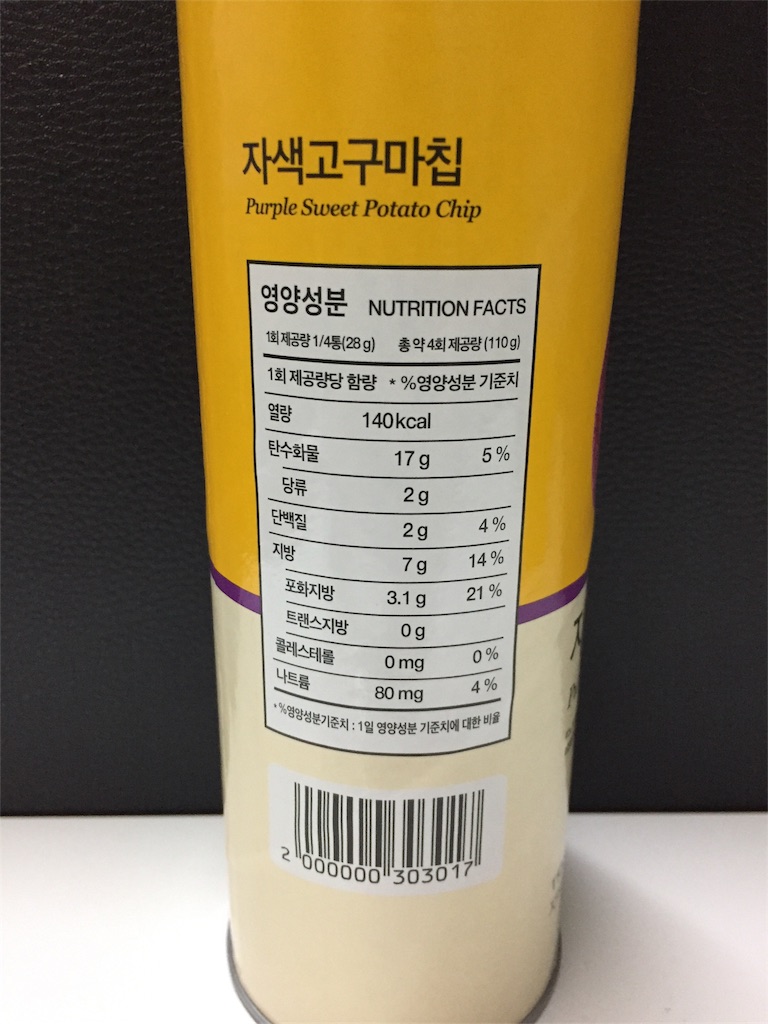 자색고구마칩
Purple Sweet Potato Chip
영양성분 NUTRITION FACTS
1회 제공량 1/4통(28 g) 총 약 4회 제공량 (110 g)
1회 제공량당 함량 * %영양성분 기준치
열량 140 kcal
탄수화물 17 g 5 %
당류 2 g
단백질 2 g 4 %
지방 7 g 14 %
포화지방 3.1 g 21 %
트랜스지방 0 g
콜레스테롤 0 mg 0 %
나트륨 80 mg 4 %
* %영양성분기준치 : 1일 영양성분 기준치에 대한 비율
2 000000 303017